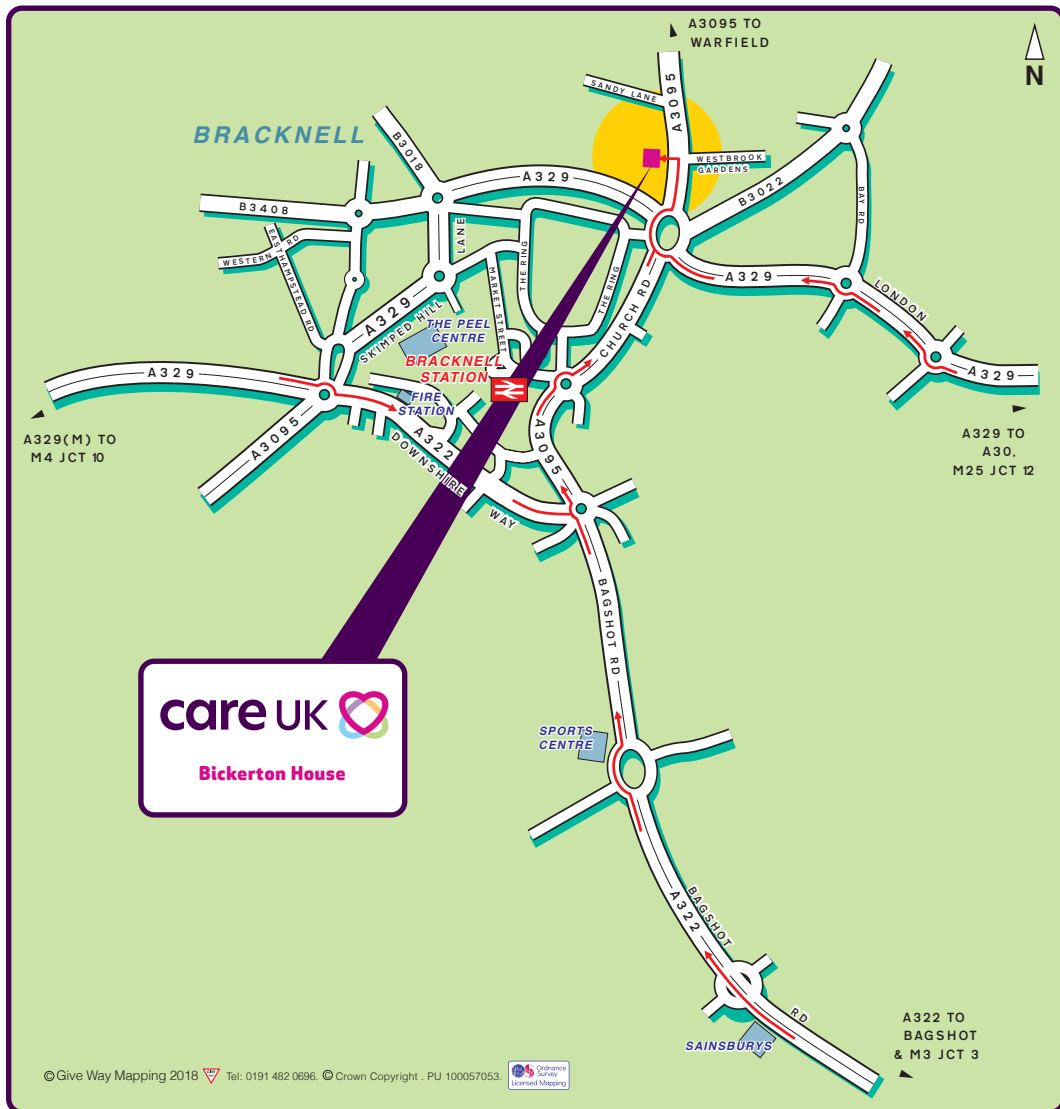 A3095 TO
WARFIELD
N
SANDY LANE
A3095
BRACKNELL
B3018
WESTBROOK
GARDENS
A329
B3022
BAY RD
B3408
LANE
WESTERN RD
EASTHAMPSTEAD RD
THE RING
THE RING
MARKET STREET
A329
A329
LONDON
SKIMPED HILL
THE PEEL
CENTRE
CHURCH RD
BRACKNELL
STATION
A329
A329
FIRE
STATION
A329(M) TO
M4 JCT 10
A3095
A322
DOWNSHIRE
WAY
A3095
A329 TO
A30,
M25 JCT 12
BAGSHOT RD
care UK
Bickerton House
SPORTS
CENTRE
A322
BAGSHOT
RD
SAINSBURYS
A322 TO
BAGSHOT
& M3 JCT 3
© Give Way Mapping 2018 Tel: 0191 482 0696. © Crown Copyright . PU 100057053.
Ordnance
Survey
Licensed Mapping